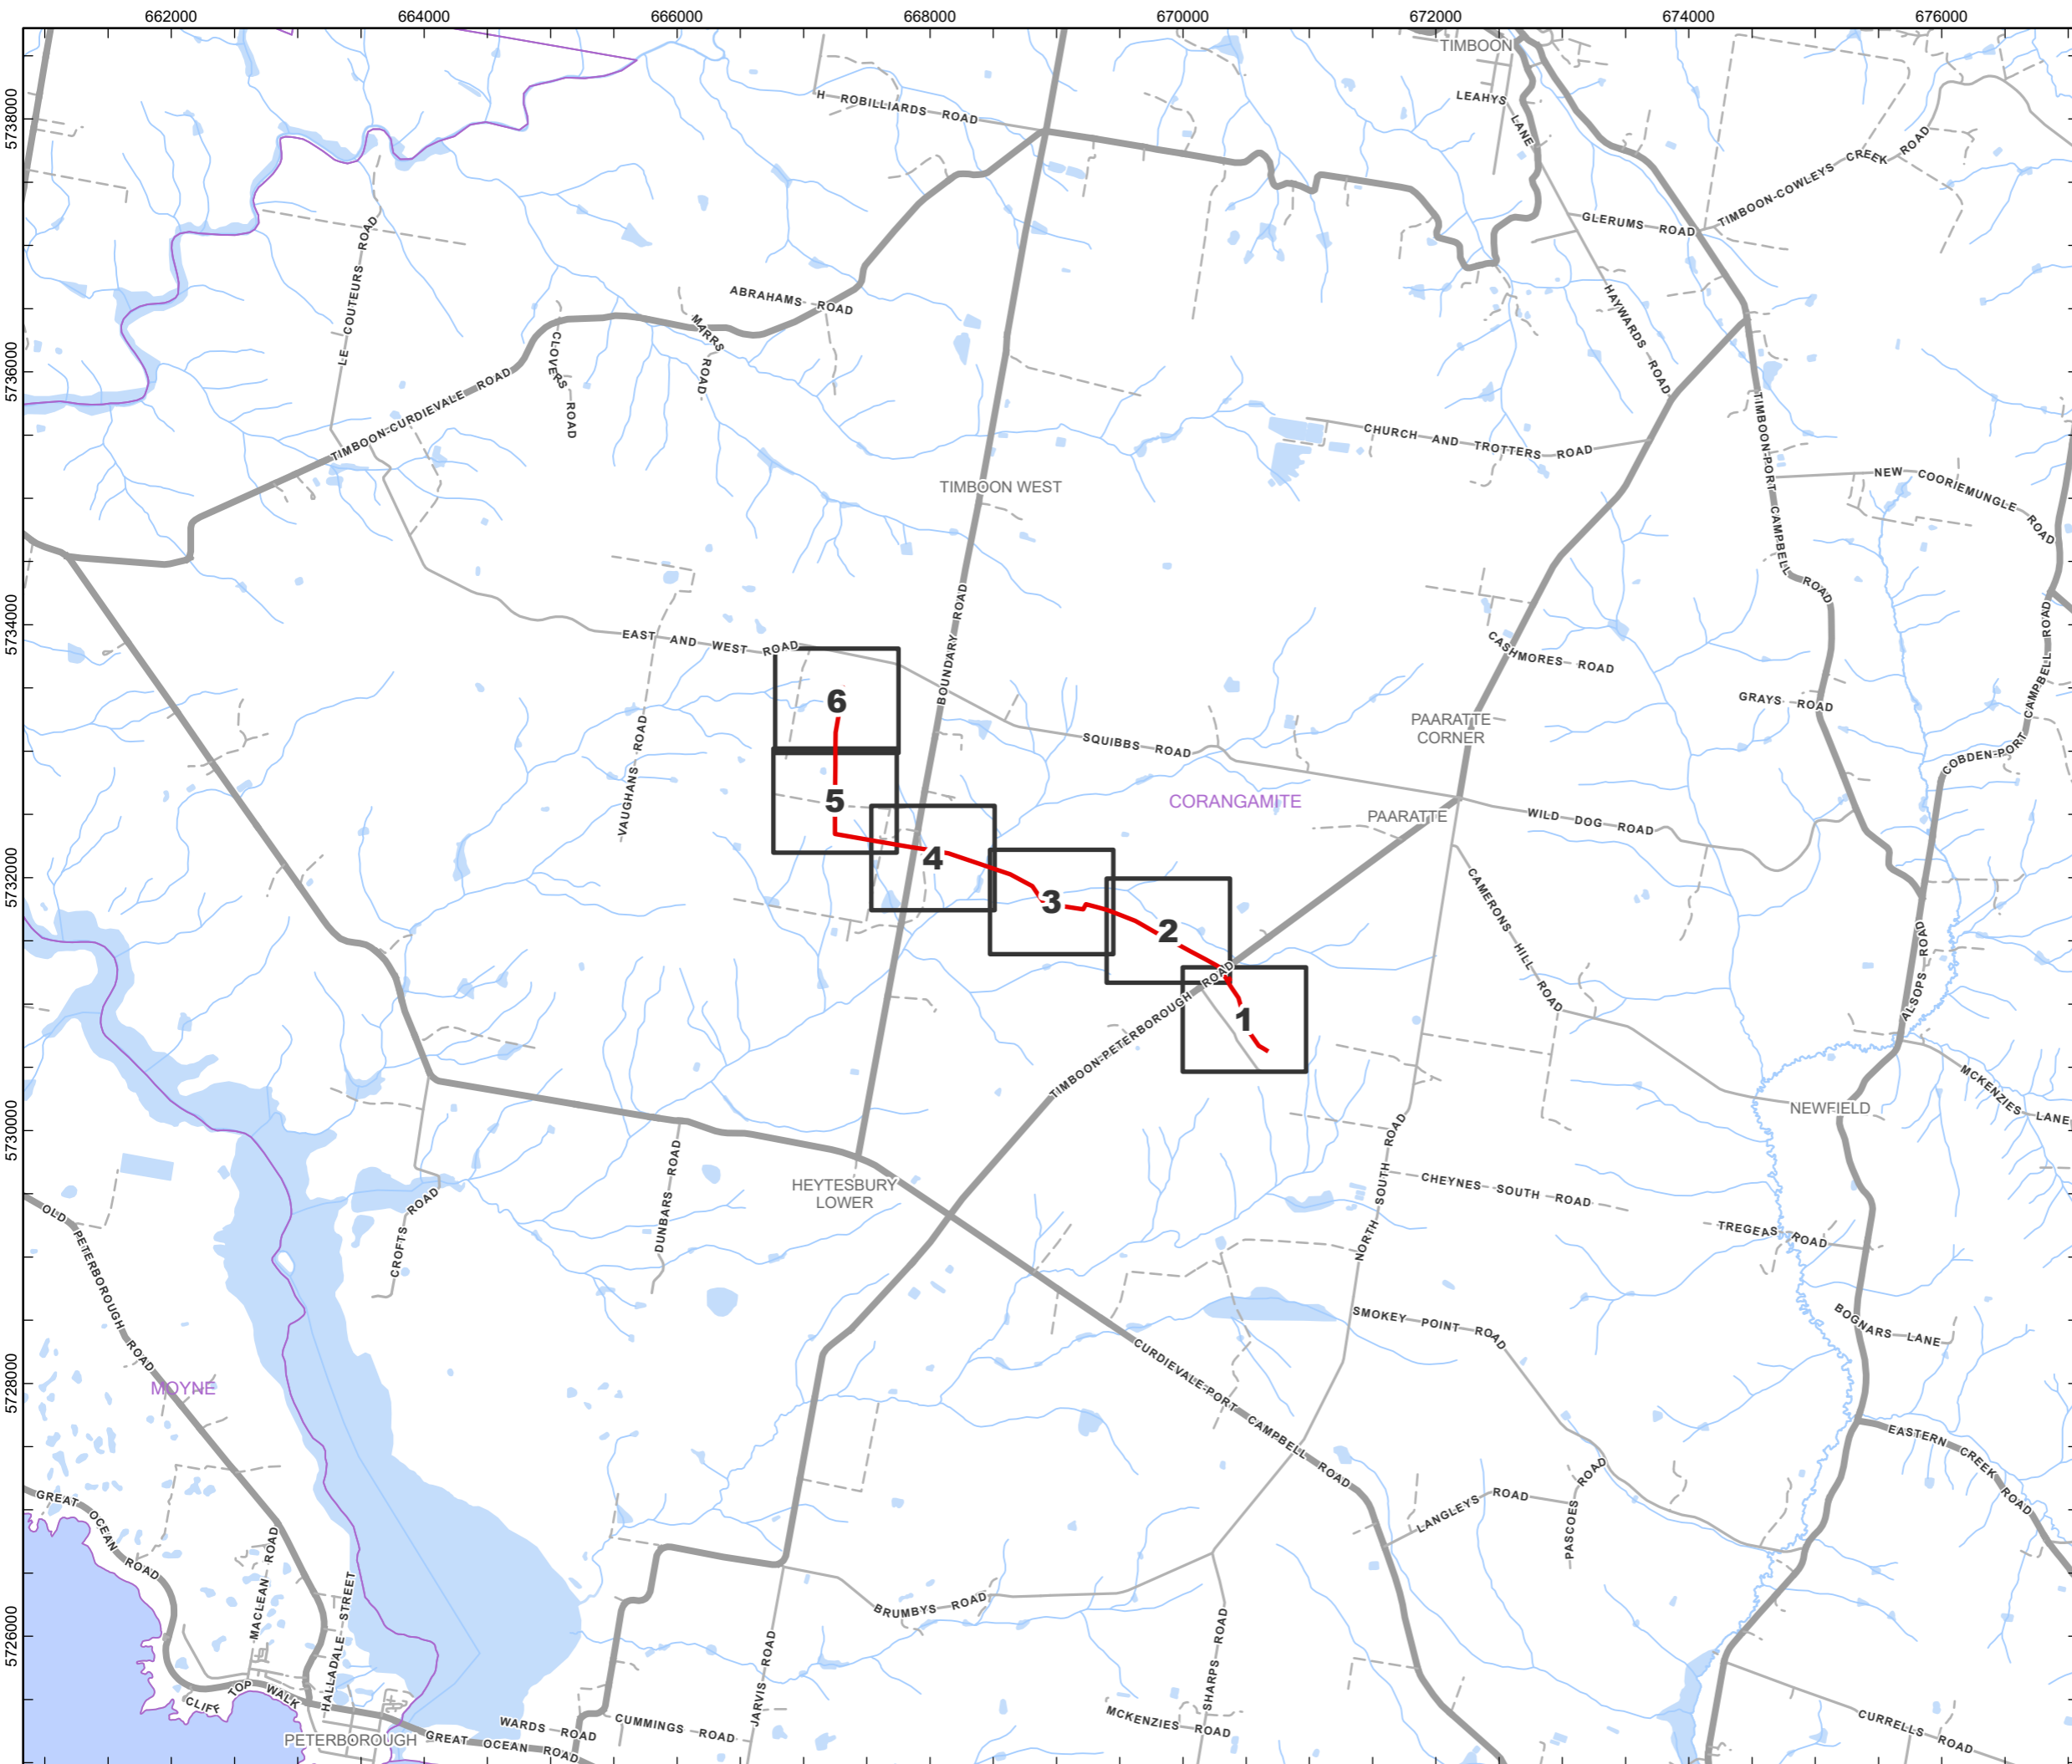 662000 664000 666000 668000 670000 672000 674000 676000
5738000
5736000
5734000
5732000
5730000
5728000
5726000
TIMBOON
LEAHYS LANE
H ROBILLIARDS ROAD
TIMBOON-COWLEYS CREEK ROAD
GLERUMS ROAD
LE COUTEURS ROAD
ABRAHAMS ROAD
MARRS ROAD
CLOVERS ROAD
HAYWARDS ROAD
TIMBOON-CURDIEVALE ROAD
CHURCH AND TROTTERS ROAD
TIMBOON-PORT CAMPBELL ROAD
NEW COORIEMUNGLE ROAD
TIMBOON WEST
BOUNDARY ROAD
EAST AND WEST ROAD
CASHMORES ROAD
GRAYS ROAD
COBDEN-PORT CAMPBELL ROAD
PAARATTE
CORNER
SQUIBBS ROAD
VAUGHANS ROAD
6
5
4
3
2
1
CORANGAMITE
PAARATTE
WILD DOG ROAD
CAMERONS HILL ROAD
ALSOPS ROAD
TIMBOON-PETERBOROUGH ROAD
MCKENZIES LANE
NEWFIELD
NORTH SOUTH ROAD
CHEYNES SOUTH ROAD
TREGEAS ROAD
HEYTESBURY
LOWER
DUNBARS ROAD
CROFTS ROAD
OLD PETERBOROUGH ROAD
SMOKEY POINT ROAD
BOGNARS LANE
MOYNE
CURDIEVALE-PORT CAMPBELL ROAD
EASTERN CREEK ROAD
LANGLEYS ROAD
PASCOES ROAD
GREAT OCEAN ROAD
MACLEAN ROAD
HALLADALE STREET
BRUMBYS ROAD
JARVIS ROAD
SHARPS ROAD
CLIFF TOP WALK
PETERBOROUGH
GREAT OCEAN ROAD
WARDS ROAD
CUMMINGS ROAD
MCKENZIES ROAD
CURRELLS ROAD